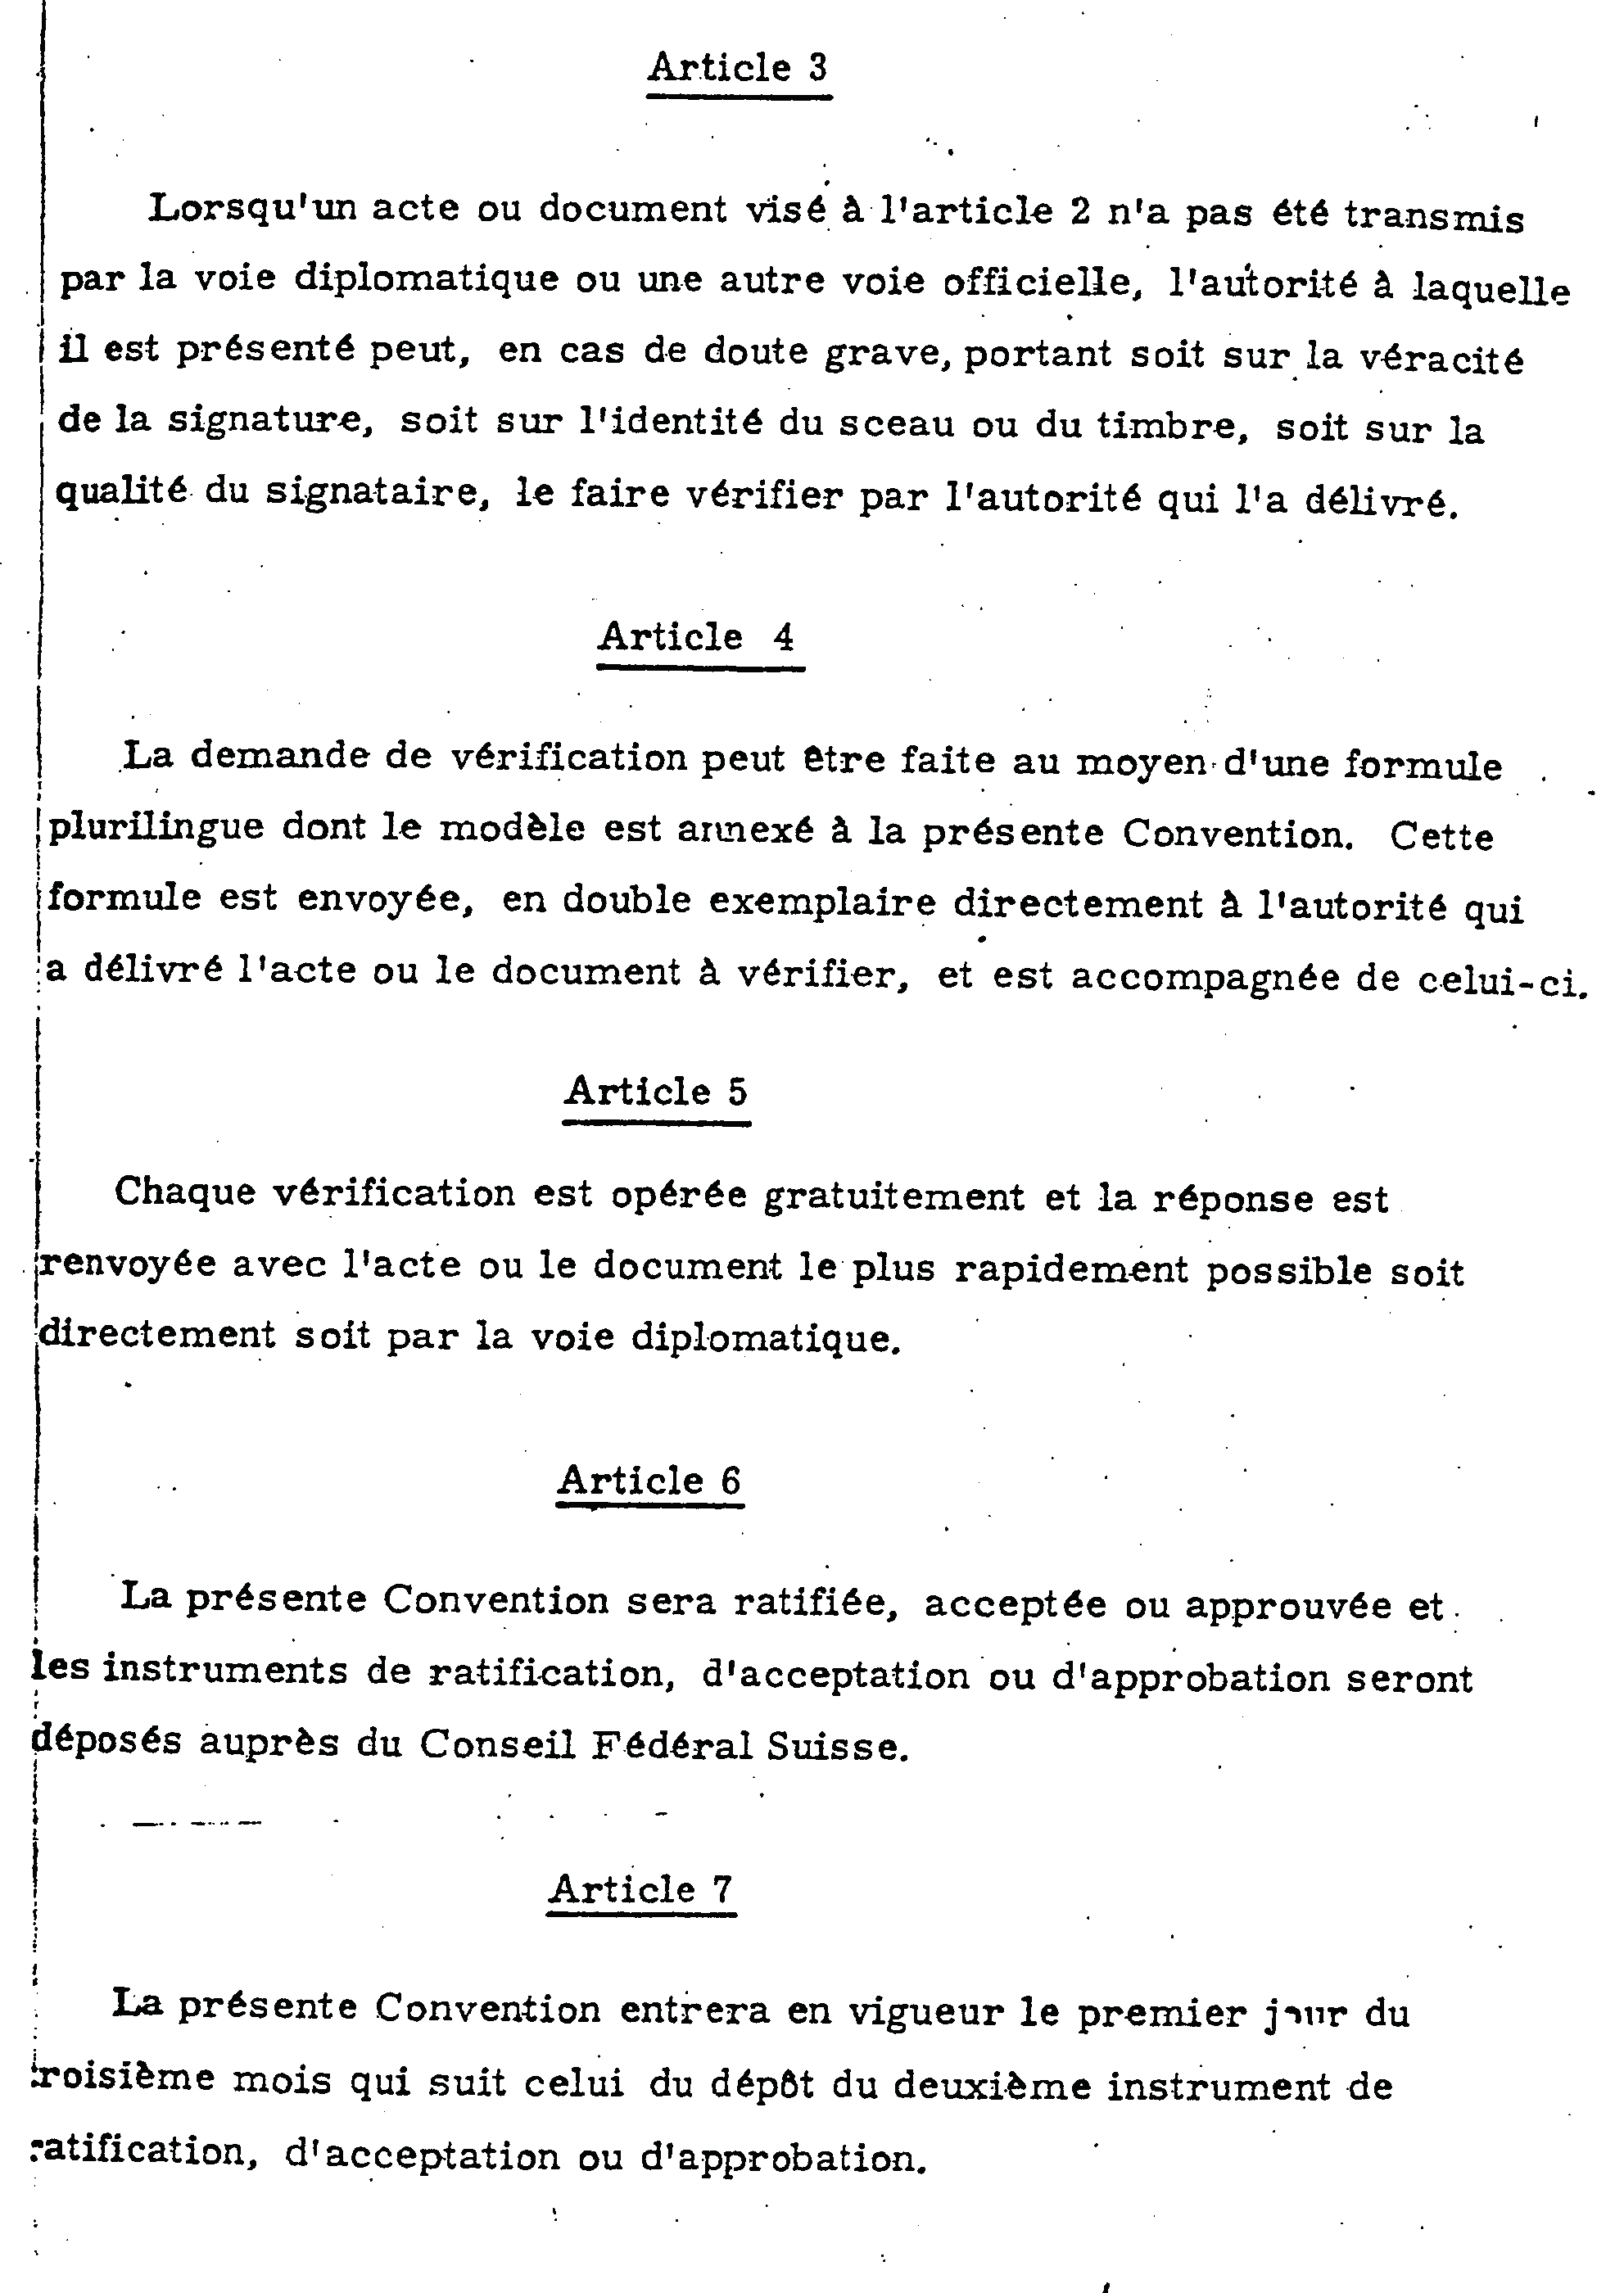 Article 3
Lorsqu'un acte ou document visé à l'article 2 n'a pas été transmis
par la voie diplomatique ou une autre voie officielle, l'autorité à laquelle
il est présenté peut, en cas de doute grave, portant soit sur la véracité
de la signature, soit sur l'identité du sceau ou du timbre, soit sur la
qualité du signataire, le faire vérifier par l'autorité qui l'a délivré.
Article 4
La demande de vérification peut être faite au moyen d'une formule
plurilingue dont le modèle est annexé à la présente Convention. Cette
formule est envoyée, en double exemplaire directement à l'autorité qui
a délivré l'acte ou le document à vérifier, et est accompagnée de celui-ci.
Article 5
Chaque vérification est opérée gratuitement et la réponse est
renvoyée avec l'acte ou le document le plus rapidement possible soit
directement soit par la voie diplomatique.
Article 6
La présente Convention sera ratifiée, acceptée ou approuvée et
les instruments de ratification, d'acceptation ou d'approbation seront
déposés auprès du Conseil Fédéral Suisse.
Article 7
La présente Convention entrera en vigueur le premier jour du
troisième mois qui suit celui du dépôt du deuxième instrument de
ratification, d'acceptation ou d'approbation.